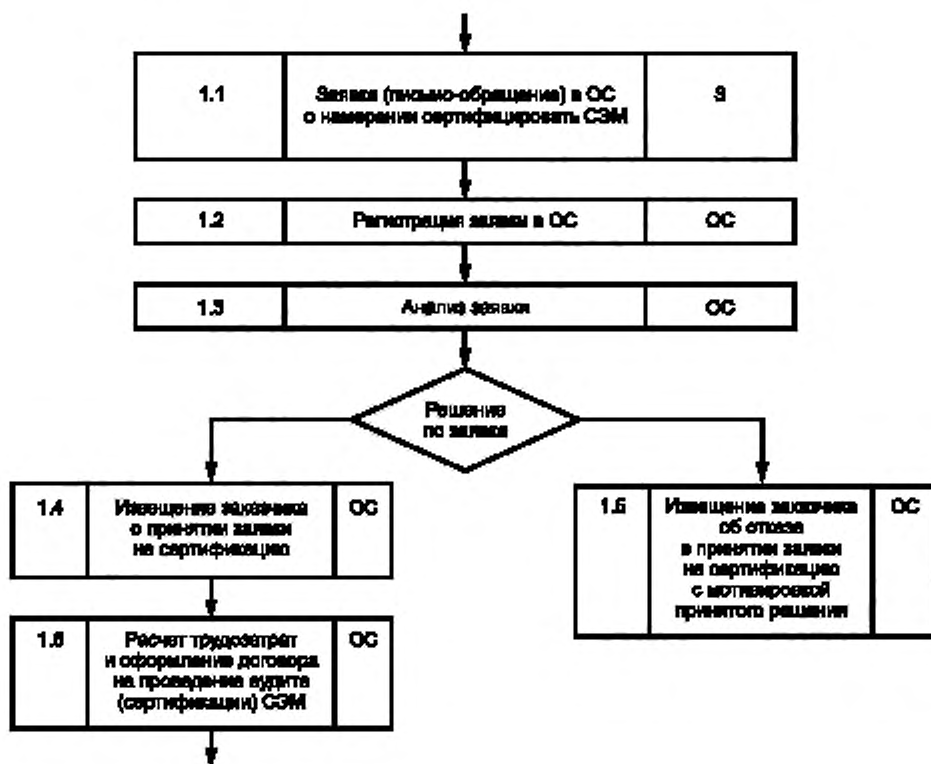 1.1
Заявка (письмо-обращение) в ОС
о намерении сертифицировать СЭМ
З
1.2
Регистрация заявки в ОС
ОС
1.3
Анализ заявки
ОС
Решение
по заявке
1.4
Извещение заказчика
о принятии заявки
на сертификацию
ОС
1.5
Извещение заказчика
об отказе
в принятии заявки
на сертификацию
с мотивировкой
принятого решения
ОС
1.6
Расчет трудозатрат
и оформление договора
на проведение аудита
(сертификации) СЭМ
ОС